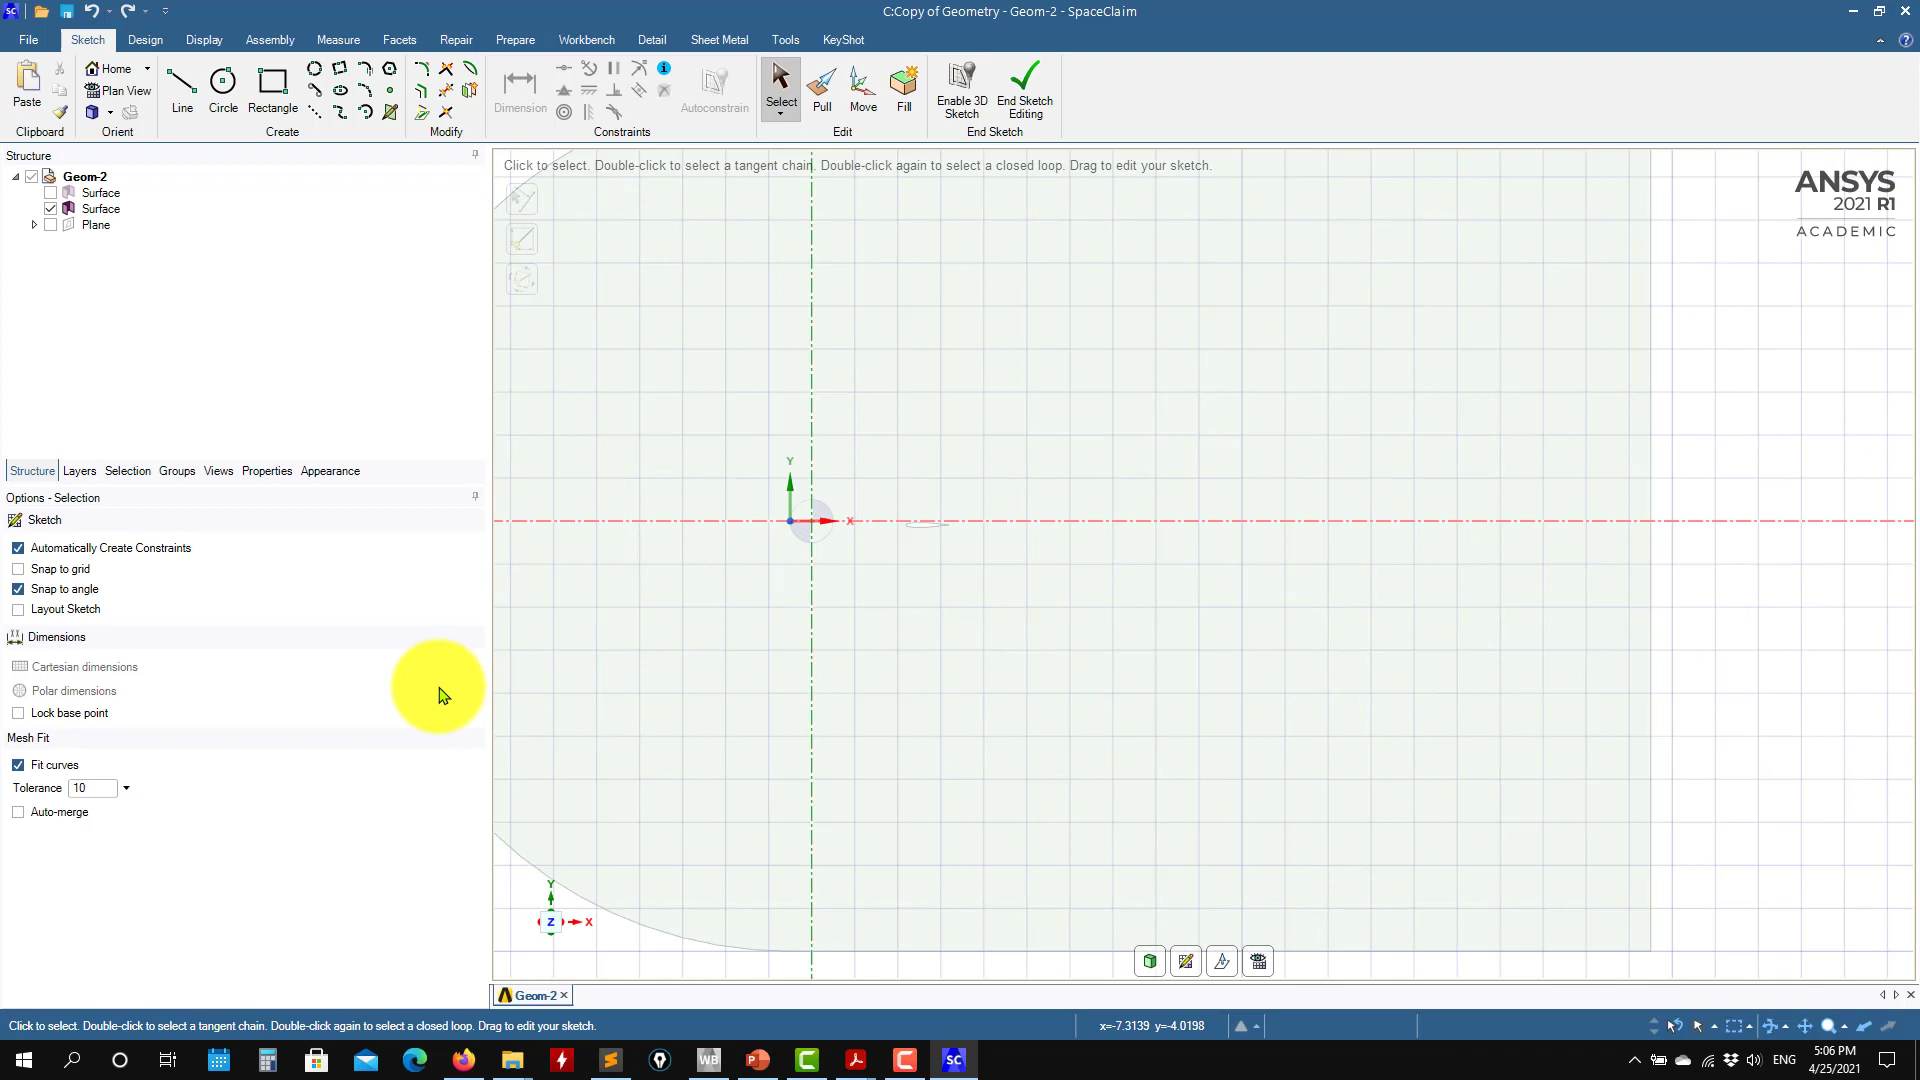 C:Copy of Geometry - Geom-2 - SpaceClaim
File Sketch Design Display Assembly Measure Facets Repair Prepare Workbench Detail Sheet Metal Tools KeyShot
Paste
Clipboard
Home
Plan View
Orient
Line Circle Rectangle
Create
Modify
Dimension
Autoconstrain
Constraints
Select Pull Move Fill
Edit
Enable 3D Sketch
End Sketch Editing
End Sketch
Structure
Geom-2
Surface
Surface
Plane
Structure Layers Selection Groups Views Properties Appearance
Options - Selection
Sketch
Automatically Create Constraints
Snap to grid
Snap to angle
Layout Sketch
Dimensions
Cartesian dimensions
Polar dimensions
Lock base point
Mesh Fit
Fit curves
Tolerance 10
Auto-merge
Click to select. Double-click to select a tangent chain. Double-click again to select a closed loop. Drag to edit your sketch.
ANSYS
2021 R1
ACADEMIC
Y
X
Y
Z X
Geom-2
Click to select. Double-click to select a tangent chain. Double-click again to select a closed loop. Drag to edit your sketch.
x=-7.3139 y=-4.0198
WB
SC
ENG
5:06 PM
4/25/2021